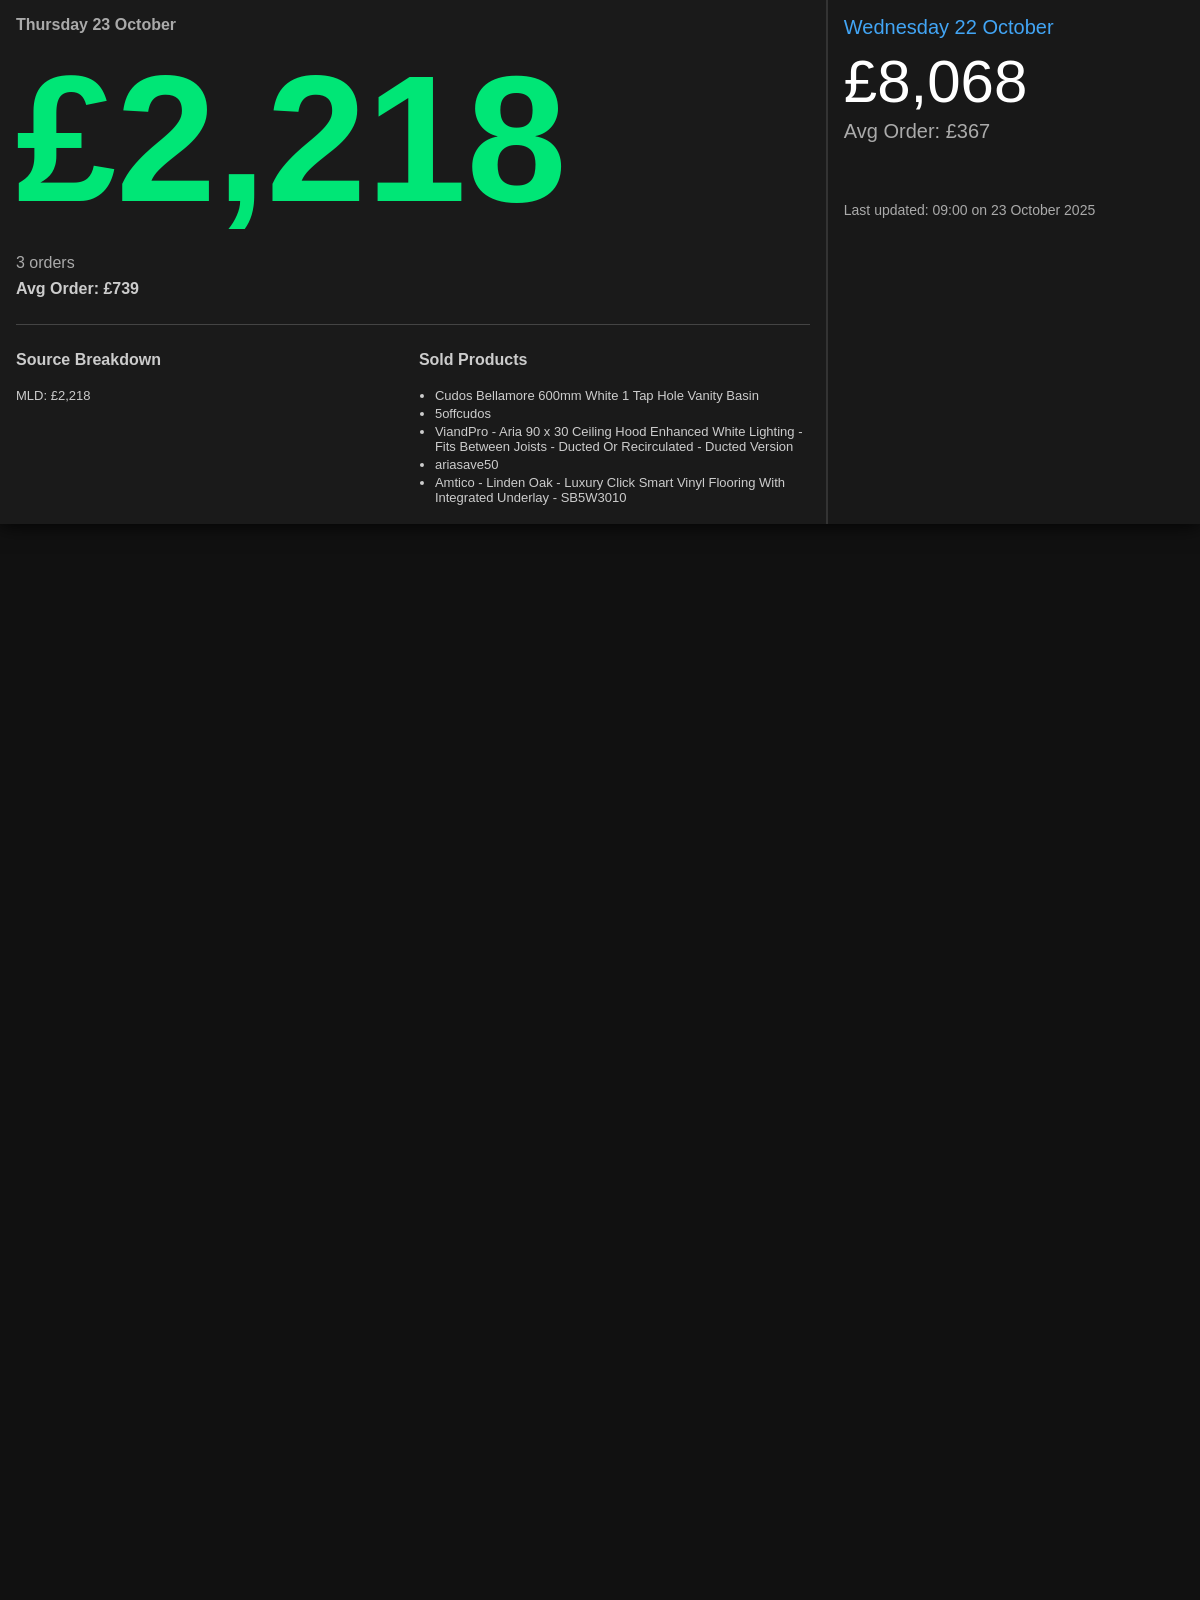 Thursday 23 October
£2,218
3 orders
Avg Order: £739
Source Breakdown
MLD: £2,218
Sold Products
• Cudos Bellamore 600mm White 1 Tap Hole Vanity Basin
• 5offcudos
• ViandPro - Aria 90 x 30 Ceiling Hood Enhanced White Lighting -
Fits Between Joists - Ducted Or Recirculated - Ducted Version
• ariasave50
• Amtico - Linden Oak - Luxury Click Smart Vinyl Flooring With
Integrated Underlay - SB5W3010
Wednesday 22 October
£8,068
Avg Order: £367
Last updated: 09:00 on 23 October 2025